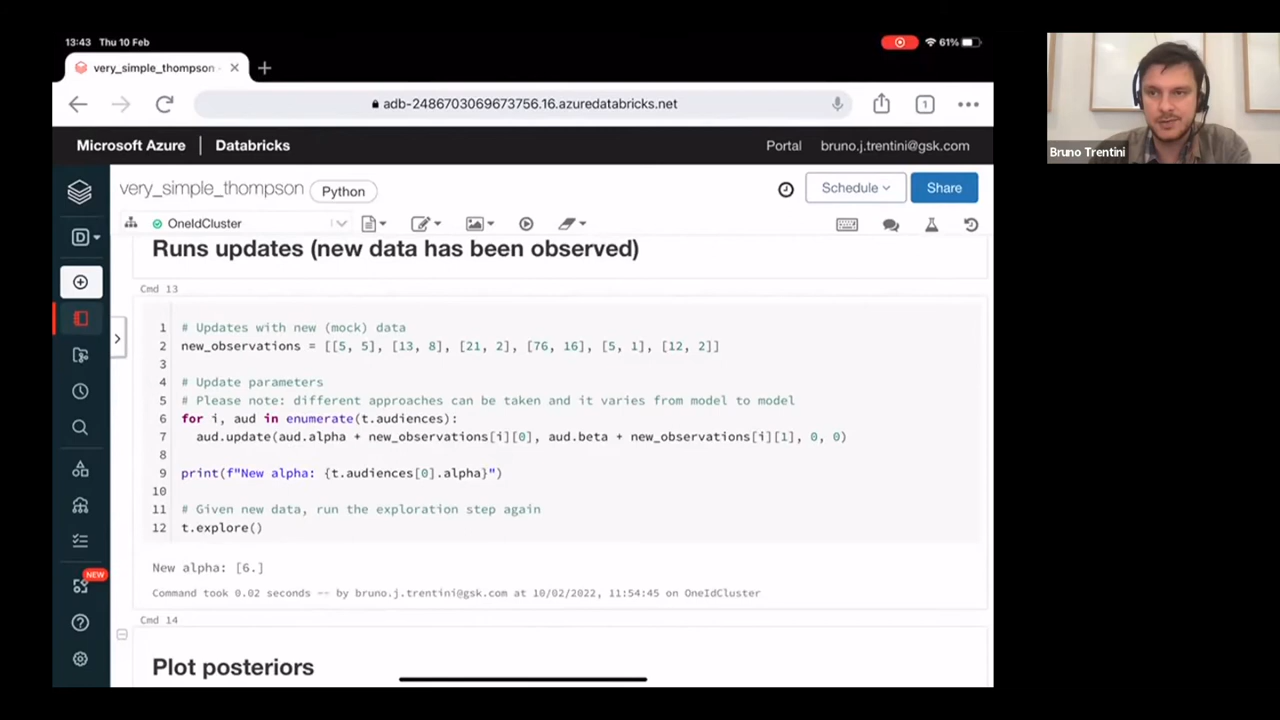 13:43 Thu 10 Feb
61%
very_simple_thompson -
adb-2486703069673756.16.azuredatabricks.net
1
Microsoft Azure | Databricks
Portal
bruno.j.trentini@gsk.com
very_simple_thompson
Python
Schedule
Share
D
OneIdCluster
Runs updates (new data has been observed)
Cmd 13
1 # Updates with new (mock) data
2 new_observations = [[5, 5], [13, 8], [21, 2], [76, 16], [5, 1], [12, 2]]
3
4 # Update parameters
5 # Please note: different approaches can be taken and it varies from model to model
6 for i, aud in enumerate(t.audiences):
7 aud.update(aud.alpha + new_observations[i][0], aud.beta + new_observations[i][1], 0, 0)
8
9 print(f"New alpha: {t.audiences[0].alpha}")
10
11 # Given new data, run the exploration step again
12 t.explore()
New alpha: [6.]
Command took 0.02 seconds -- by bruno.j.trentini@gsk.com at 10/02/2022, 11:54:45 on OneIdCluster
NEW
Cmd 14
Plot posteriors
Bruno Trentini